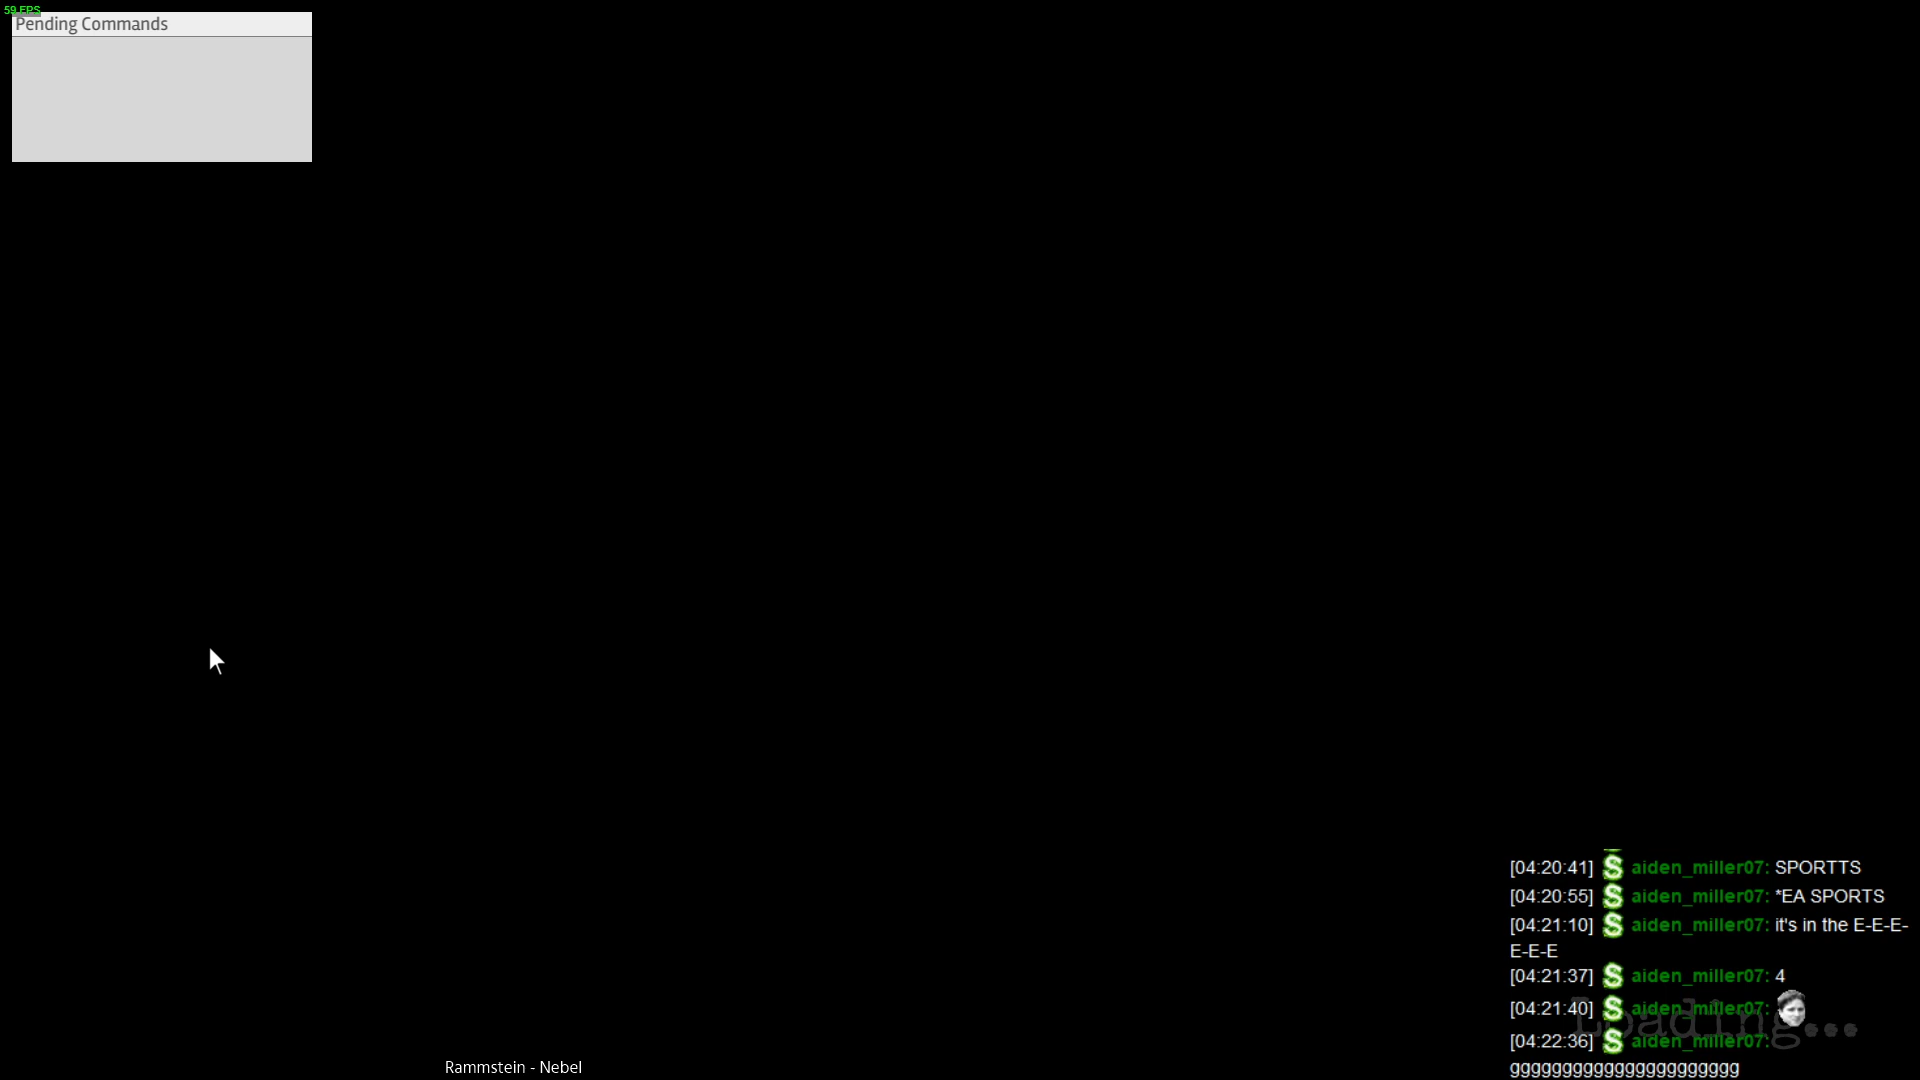 59 FPS
Pending Commands
[04:20:41] aiden_miller07: SPORTTS
[04:20:55] aiden_miller07: *EA SPORTS
[04:21:10] aiden_miller07: it's in the E-E-E-
E-E-E
[04:21:37] aiden_miller07: 4
[04:21:40] aiden_miller07:
Loading...
[04:22:36] aiden_miller07:
gggggggggggggggggggggg
Rammstein - Nebel